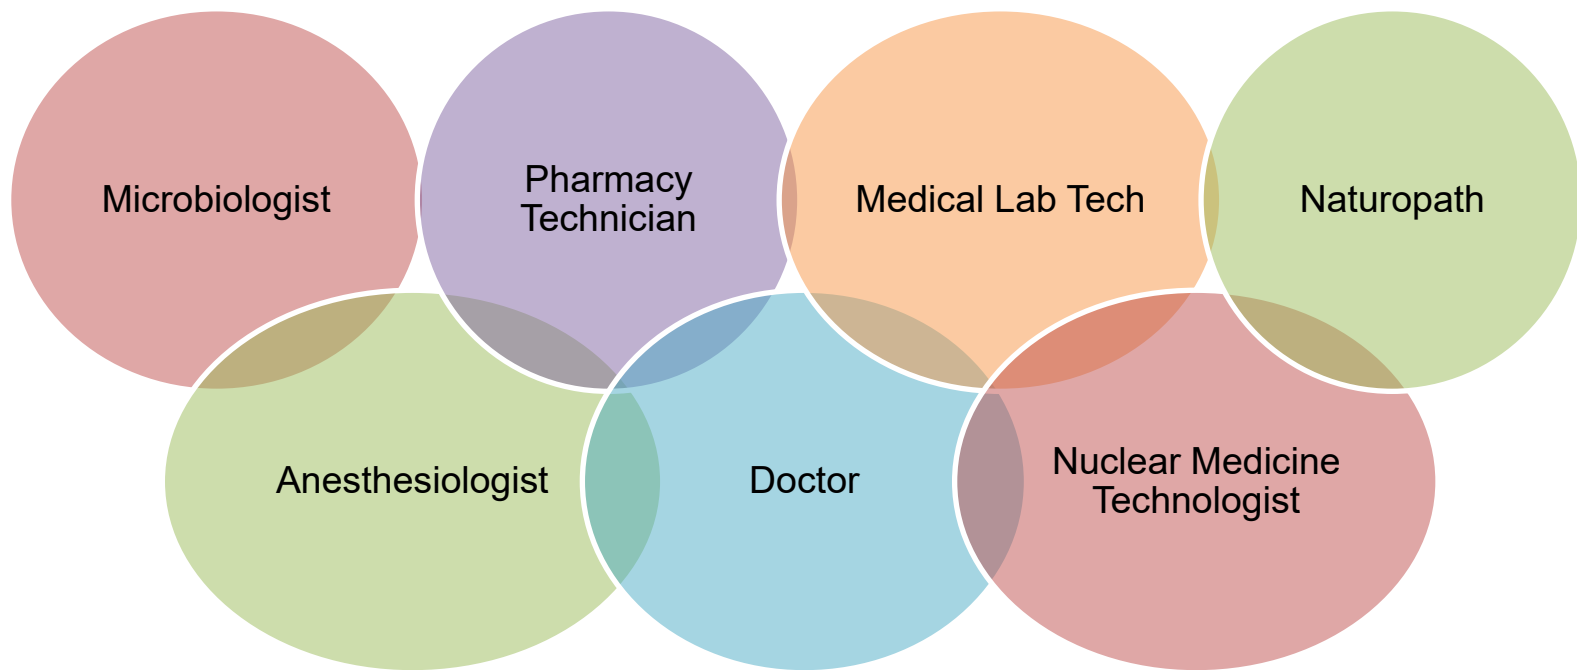 Microbiologist
Pharmacy
Technician
Medical Lab Tech
Naturopath
Anesthesiologist
Doctor
Nuclear Medicine
Technologist